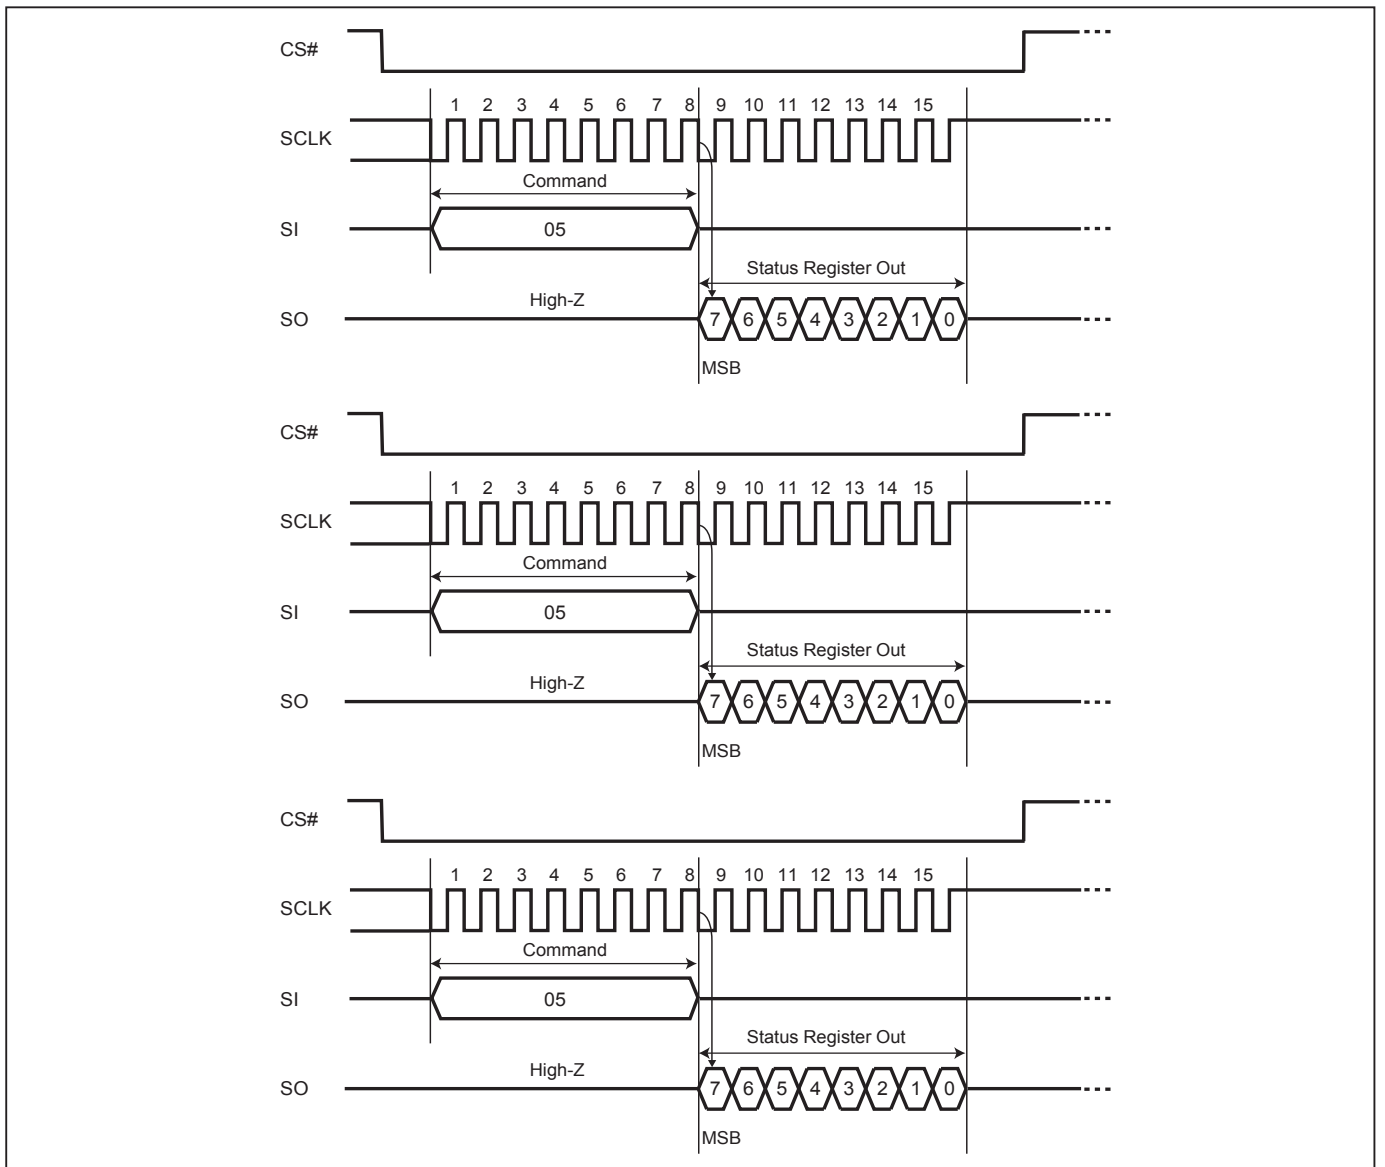 CS#
1 2 3 4 5 6 7 8 9 10 11 12 13 14 15
SCLK
Command
SI 05
Status Register Out
High-Z
SO 7 6 5 4 3 2 1 0
MSB
CS#
1 2 3 4 5 6 7 8 9 10 11 12 13 14 15
SCLK
Command
SI 05
Status Register Out
High-Z
SO 7 6 5 4 3 2 1 0
MSB
CS#
1 2 3 4 5 6 7 8 9 10 11 12 13 14 15
SCLK
Command
SI 05
Status Register Out
High-Z
SO 7 6 5 4 3 2 1 0
MSB